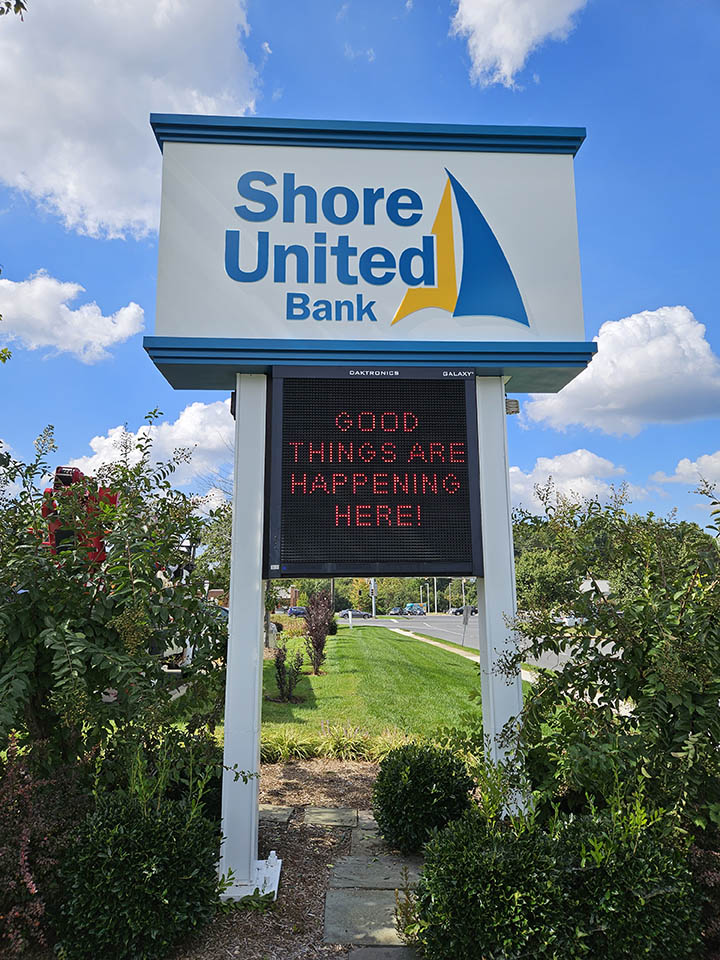 Shore
United
Bank
DAKTRONICS GALAXY
GOOD
THINGS ARE
HAPPENING
HERE!